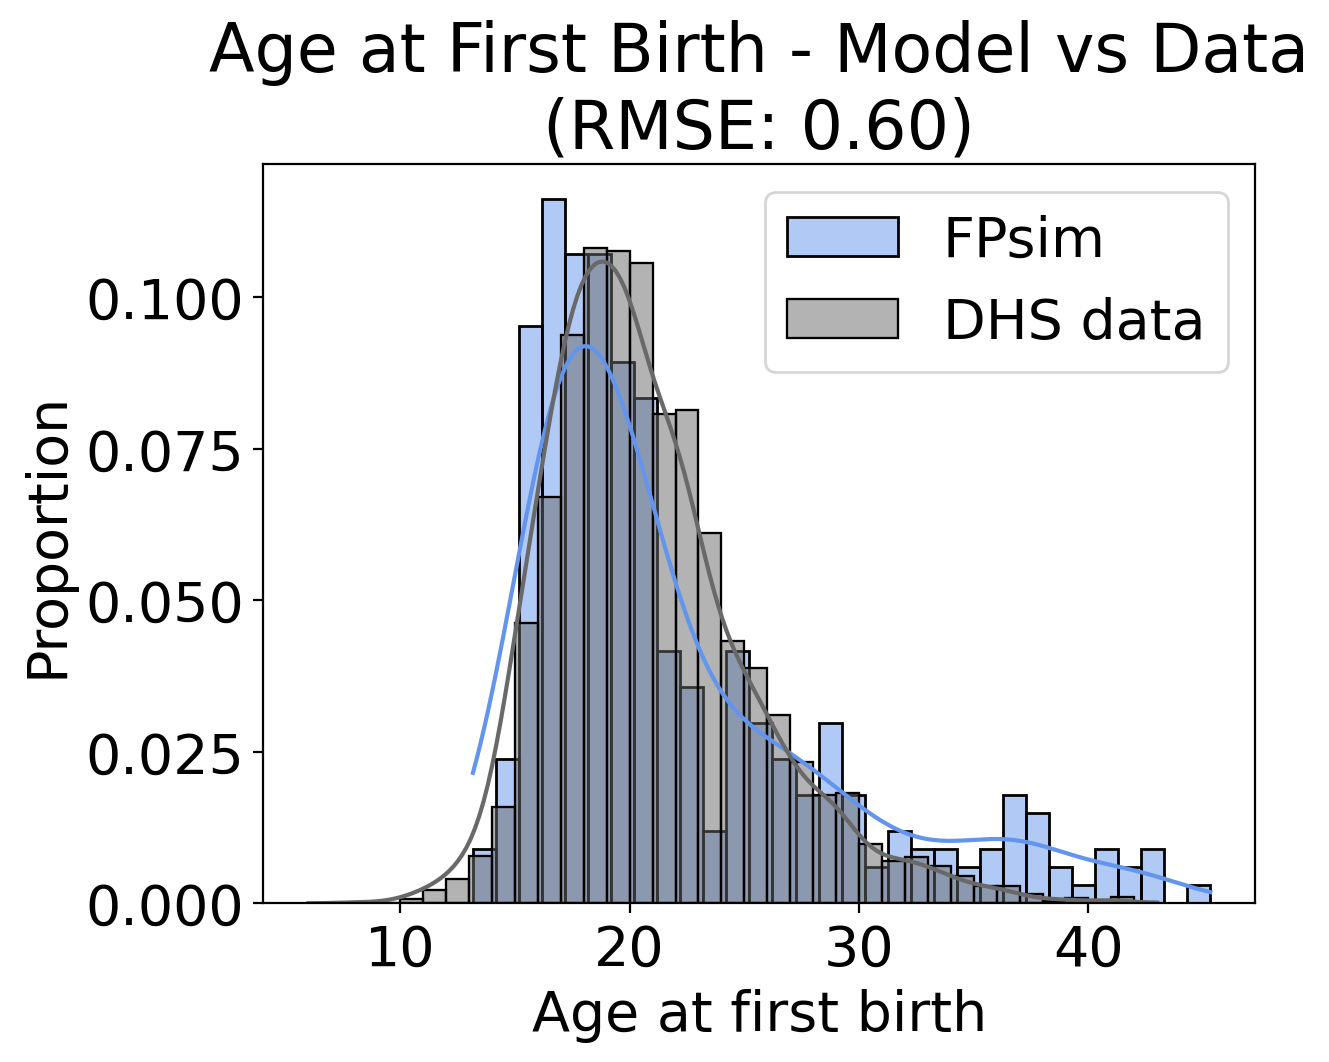 Age at First Birth - Model vs Data
(RMSE: 0.60)
FPsim
DHS data
Proportion
0.100
0.075
0.050
0.025
0.000
10 20 30 40
Age at first birth